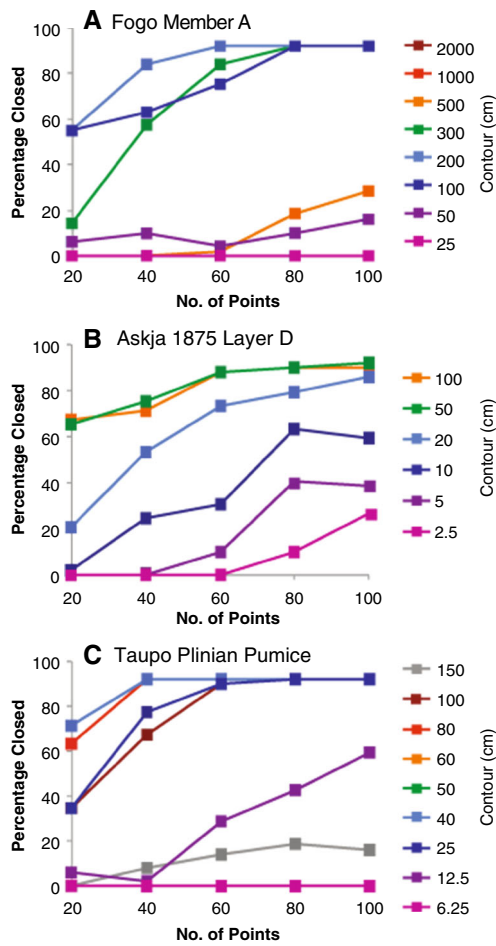 A Fogo Member A
Percentage Closed
100
80
60
40
20
0
20 40 60 80 100
No. of Points
2000
1000
500
300
200
100
50
25
Contour (cm)
B Askja 1875 Layer D
Percentage Closed
100
80
60
40
20
0
20 40 60 80 100
No. of Points
100
50
20
10
5
2.5
Contour (cm)
C Taupo Plinian Pumice
Percentage Closed
100
80
60
40
20
0
20 40 60 80 100
No. of Points
150
100
80
60
50
40
25
12.5
6.25
Contour (cm)